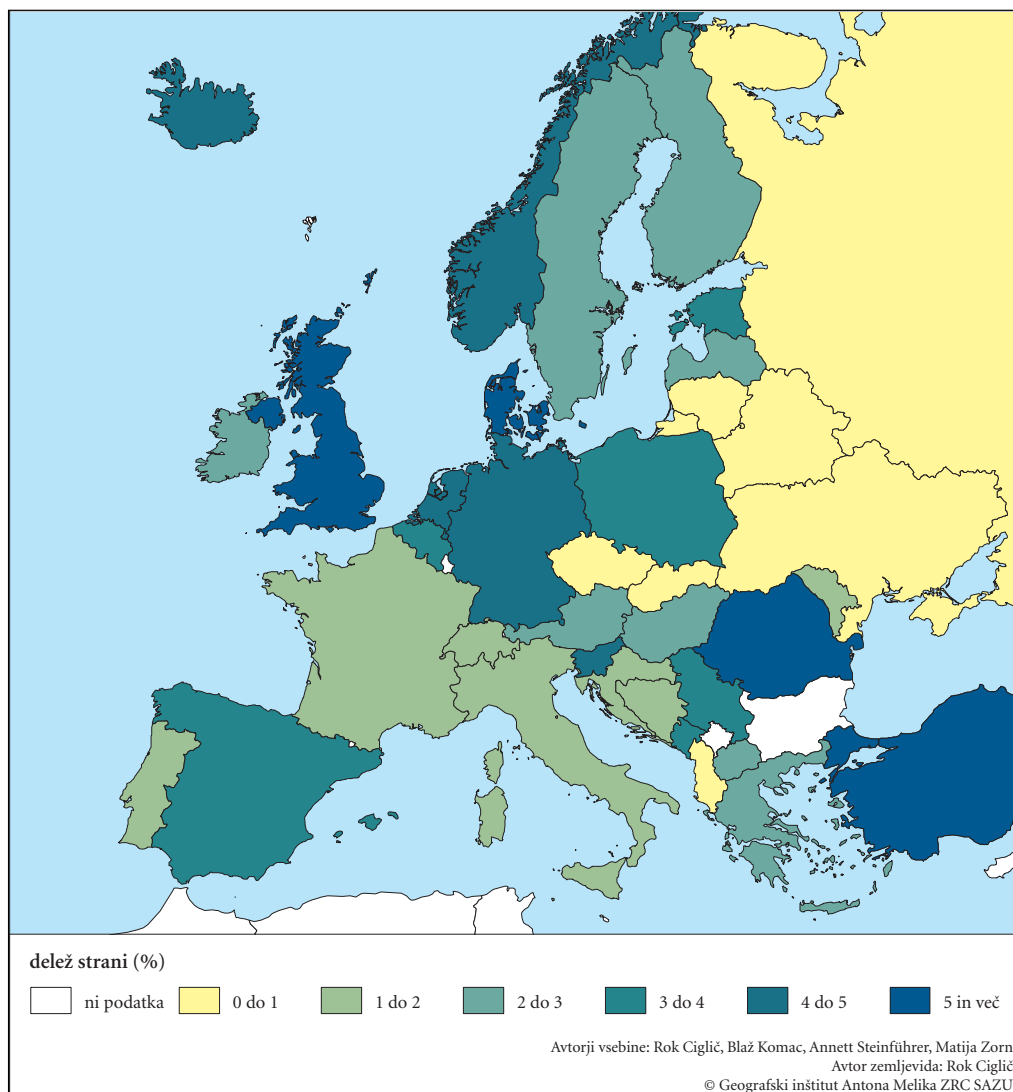 delež strani (%)
ni podatka 0 do 1 1 do 2 2 do 3 3 do 4 4 do 5 5 in več
Avtorji vsebine: Rok Ciglič, Blaž Komac, Annett Steinführer, Matija Zorn
Avtor zemljevida: Rok Ciglič
© Geografski inštitut Antona Melika ZRC SAZU